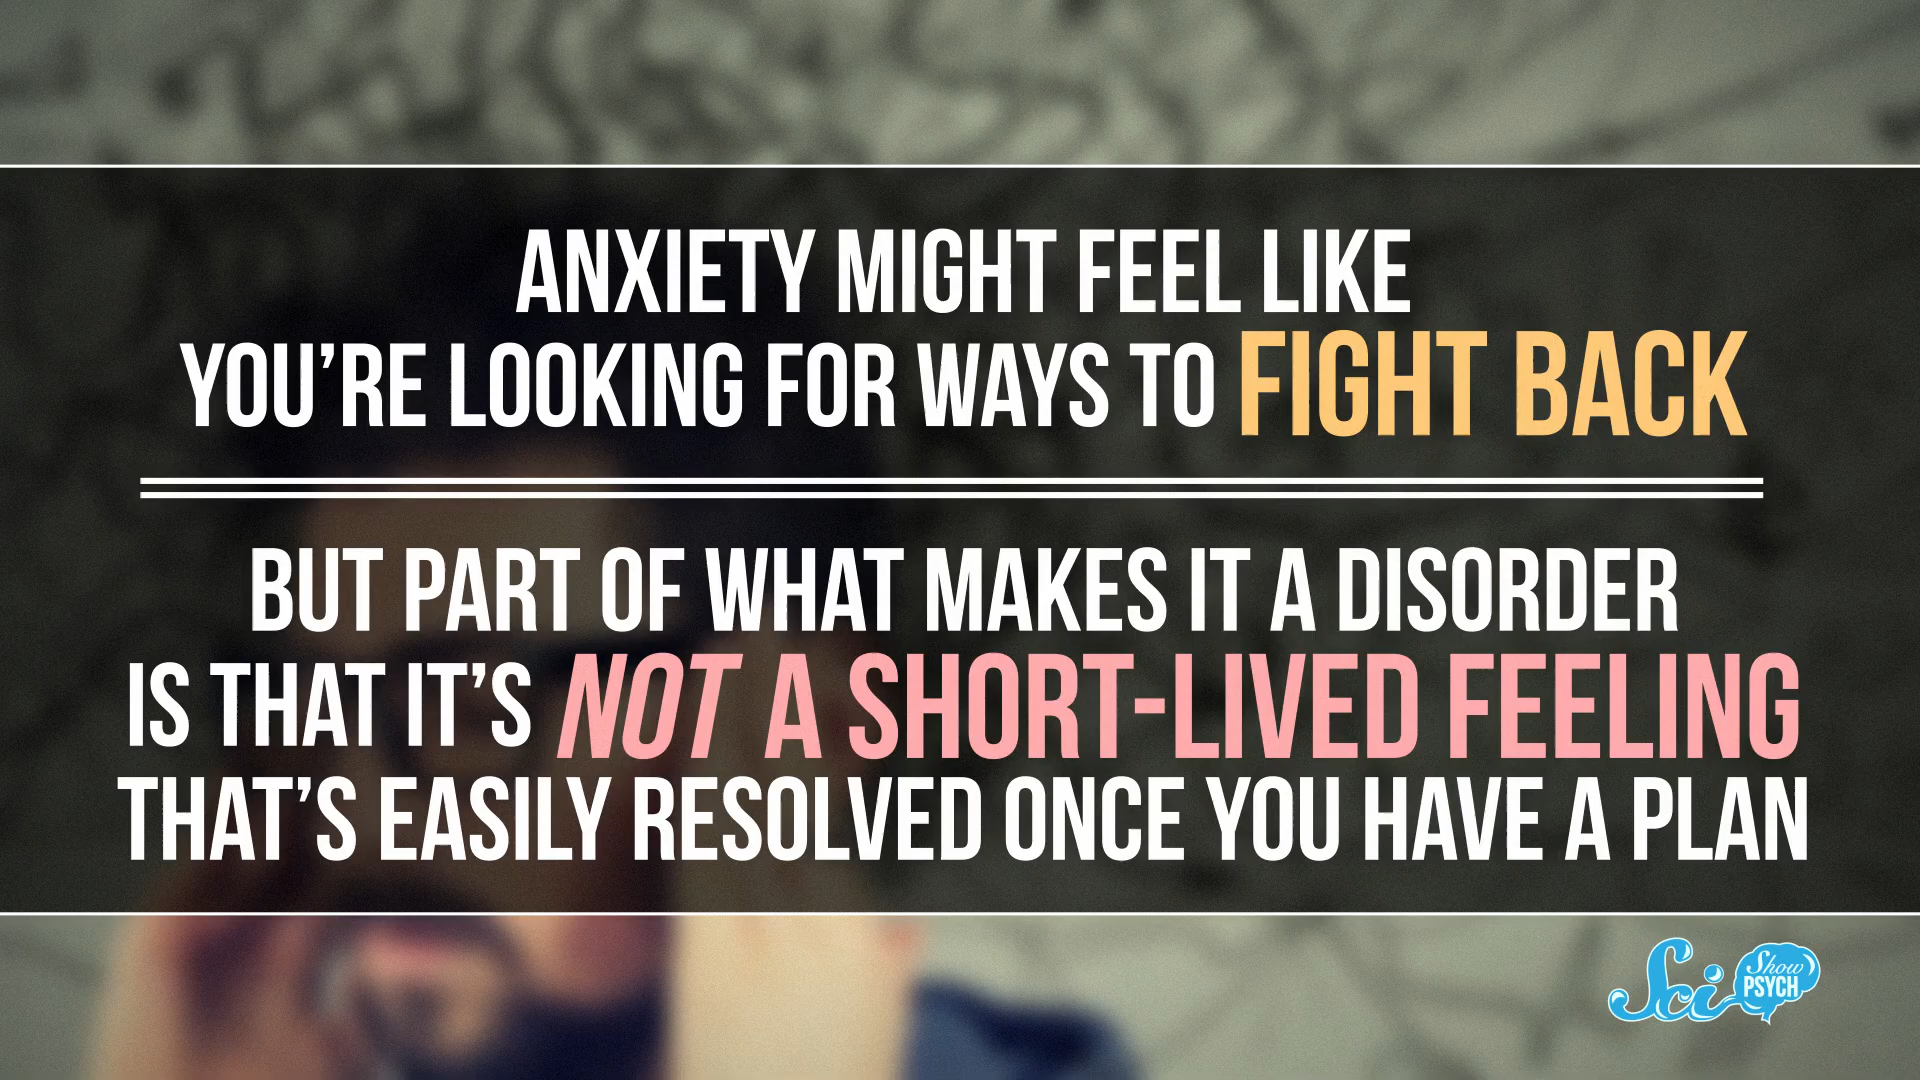 ANXIETY MIGHT FEEL LIKE
YOU'RE LOOKING FOR WAYS TO FIGHT BACK
BUT PART OF WHAT MAKES IT A DISORDER
IS THAT IT'S NOT A SHORT-LIVED FEELING
THAT'S EASILY RESOLVED ONCE YOU HAVE A PLAN
Sci Show
PSYCH